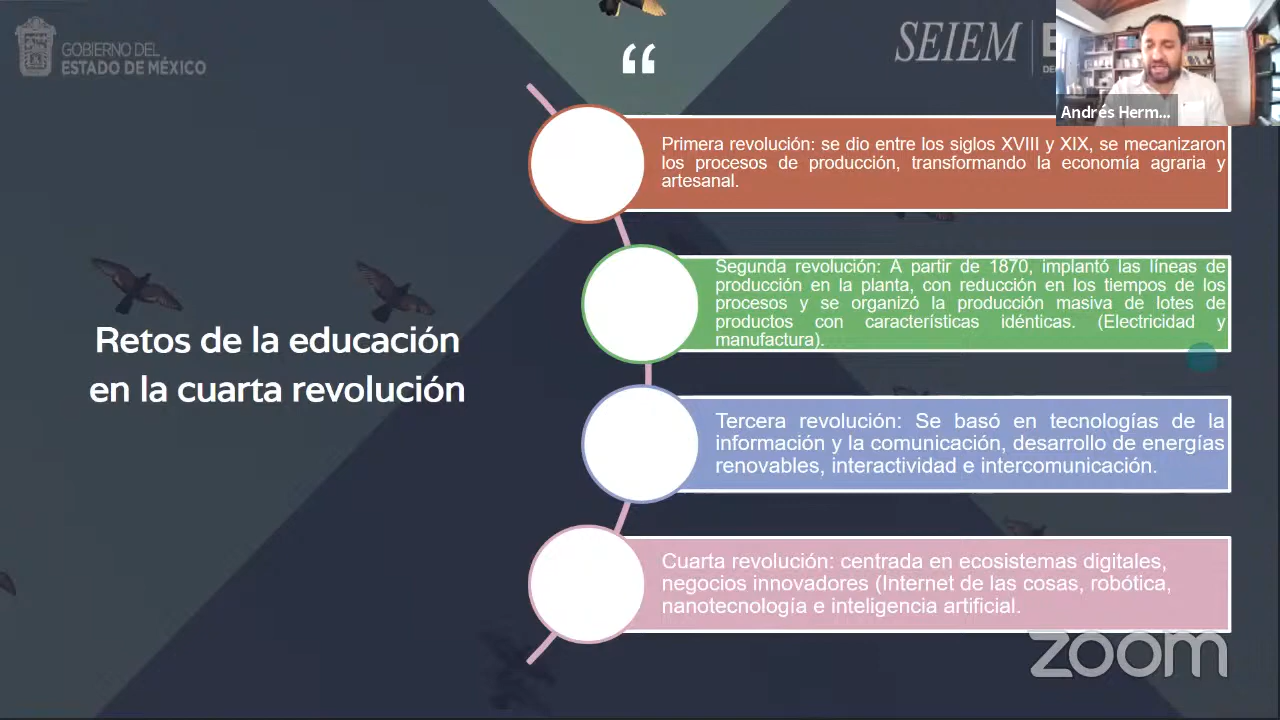 GOBIERNO DEL
ESTADO DE MÉXICO
“
SEIEM
Andrés Herm...
Primera revolución: se dio entre los siglos XVIII y XIX, se mecanizaron
los procesos de producción, transformando la economía agraria y
artesanal.
Segunda revolución: A partir de 1870, implantó las líneas de
producción en la planta, con reducción en los tiempos de los
procesos y se organizó la producción masiva de lotes de
productos con características idénticas. (Electricidad y
manufactura).
Retos de la educación
en la cuarta revolución
Tercera revolución: Se basó en tecnologías de la
información y la comunicación, desarrollo de energías
renovables, interactividad e intercomunicación.
Cuarta revolución: centrada en ecosistemas digitales,
negocios innovadores (Internet de las cosas, robótica,
nanotecnología e inteligencia artificial.
zoom